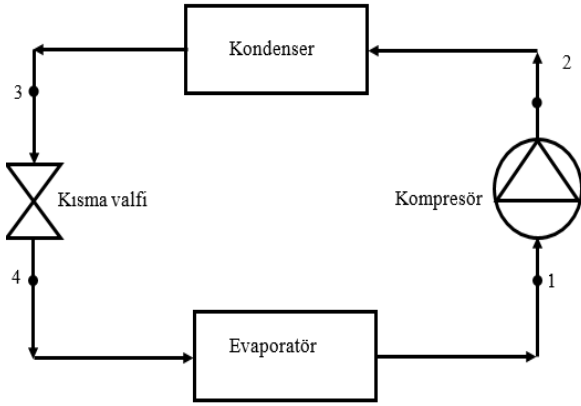 Kondenser
2
3
Kısma valfi
Kompresör
4
1
Evaporatör